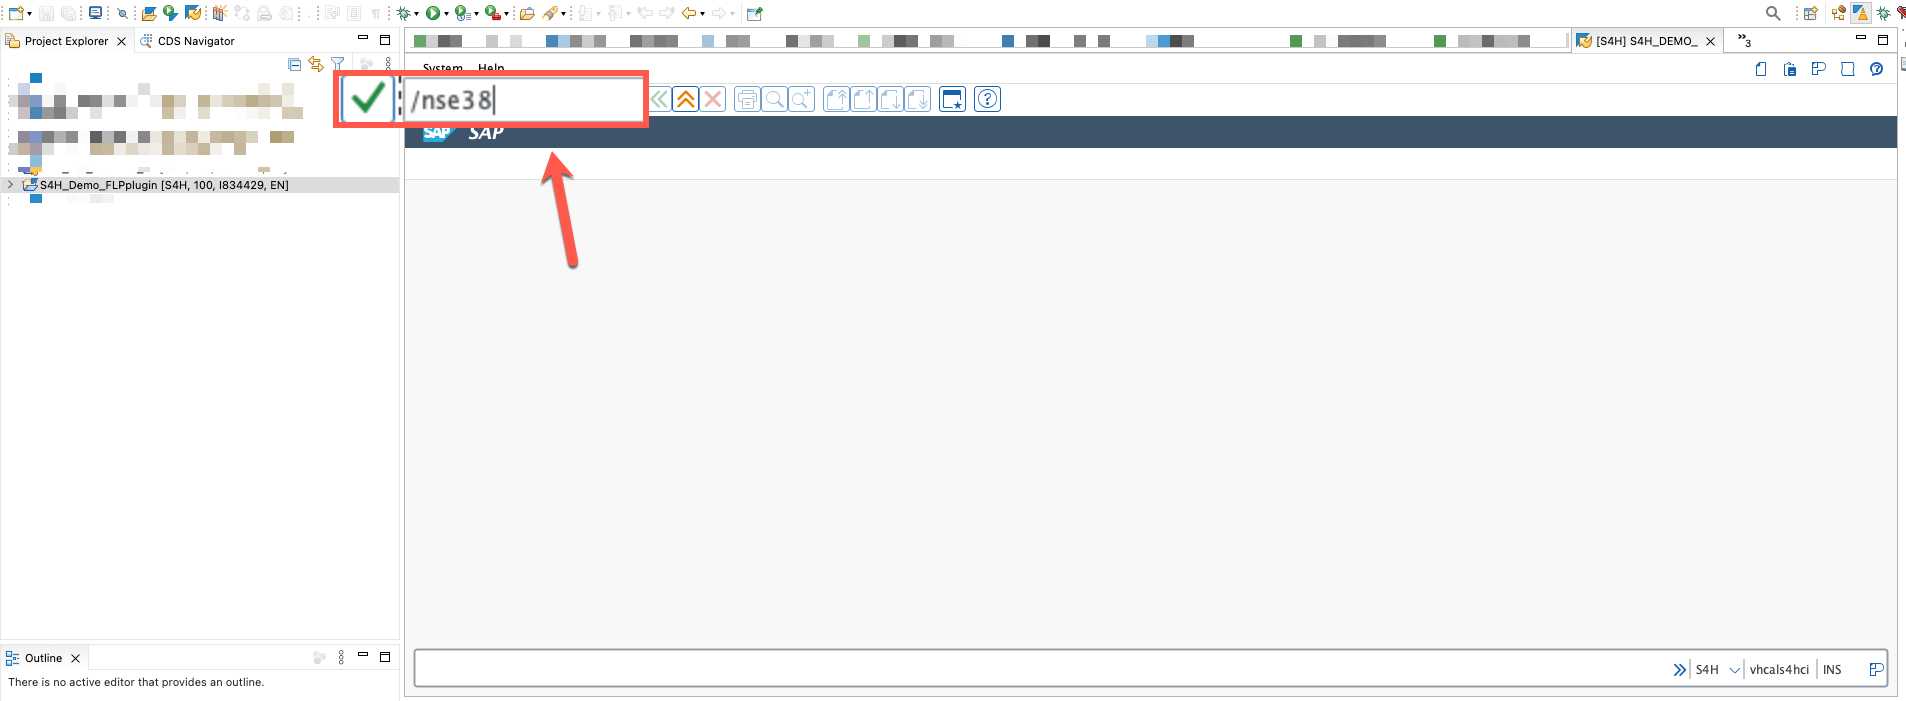 Project Explorer
CDS Navigator
[S4H] S4H_DEMO_
»3
System Help
/nse38
SAP SAP
S4H_Demo_FLPplugin [S4H, 100, I834429, EN]
Outline
There is no active editor that provides an outline.
S4H
vhcals4hci
INS